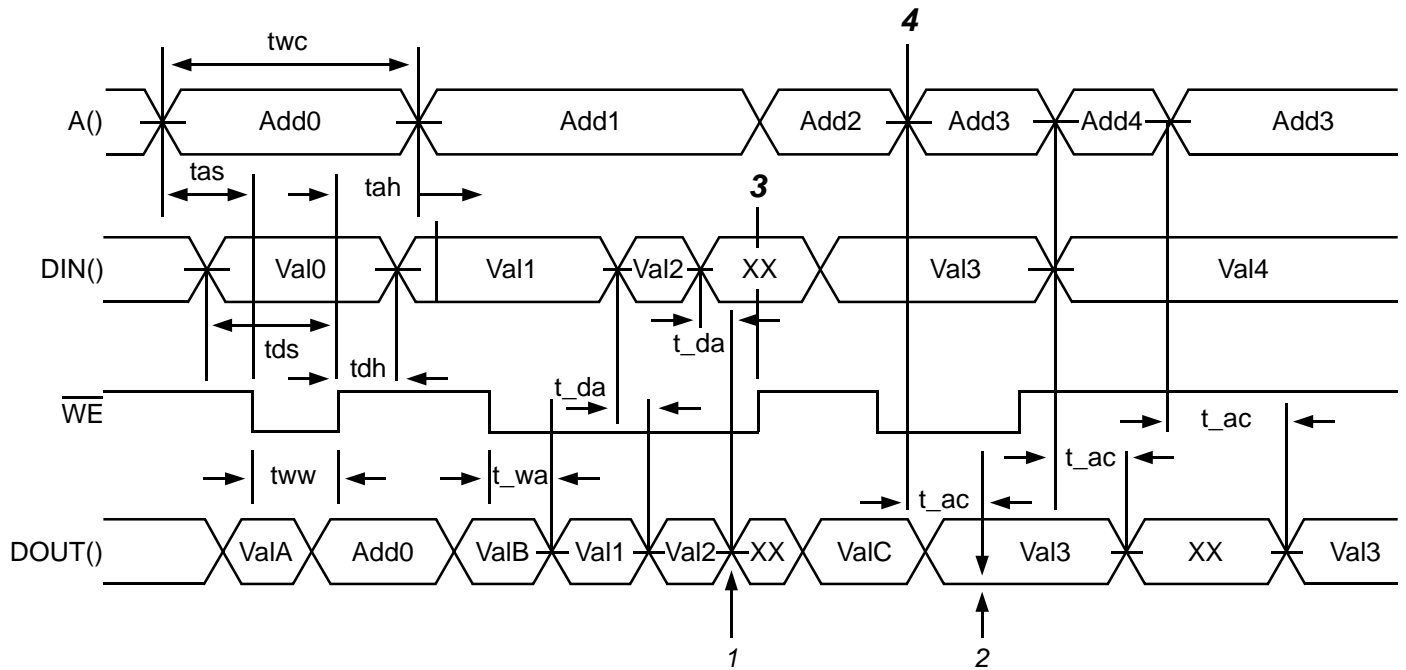 4
twc
A() Add0 Add1 Add2 Add3 Add4 Add3
tas tah 3
DIN() Val0 Val1 Val2 XX Val3 Val4
tds t_da
tdh t_da
WE t_ac
tww t_wa t_ac t_ac
DOUT() ValA Add0 ValB Val1 Val2 XX ValC Val3 XX Val3
1 2